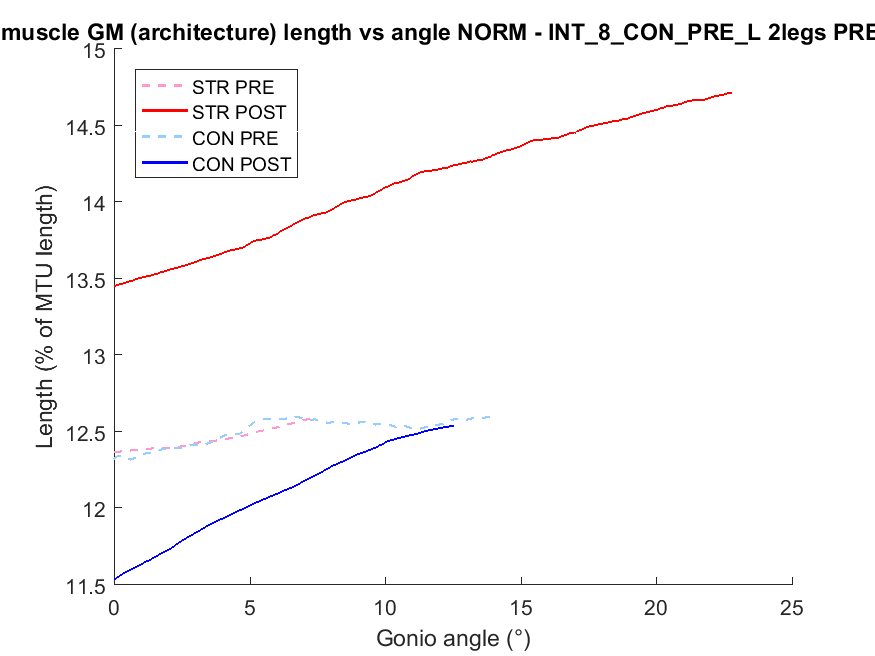 muscle GM (architecture) length vs angle NORM - INT_8_CON_PRE_L 2legs PRE
15
14.5
14
13.5
13
12.5
12
11.5
Length (% of MTU length)
STR PRE
STR POST
CON PRE
CON POST
0
5
10
15
20
25
Gonio angle (°)